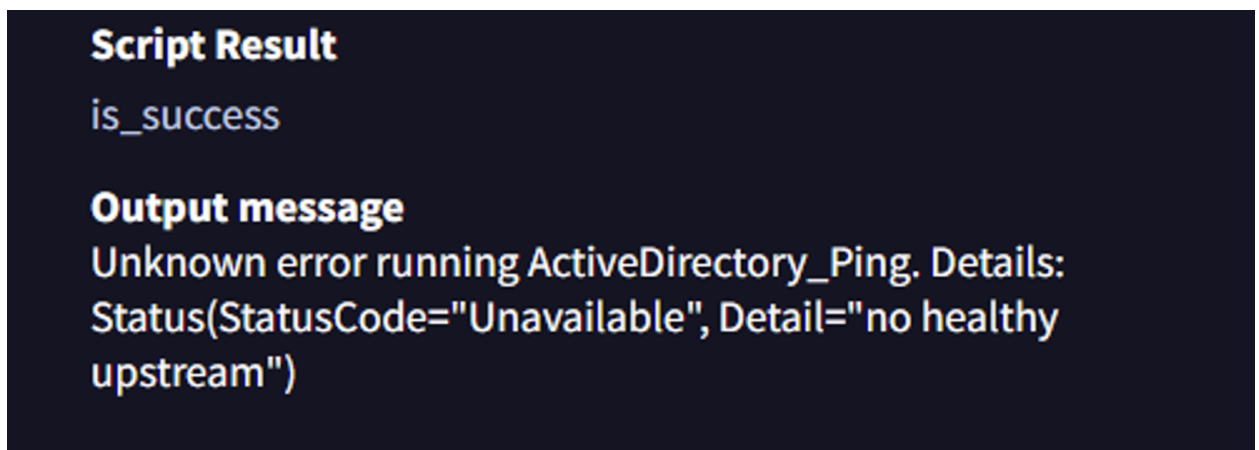 Script Result
is_success
Output message
Unknown error running ActiveDirectory_Ping. Details:
Status(StatusCode="Unavailable", Detail="no healthy
upstream")